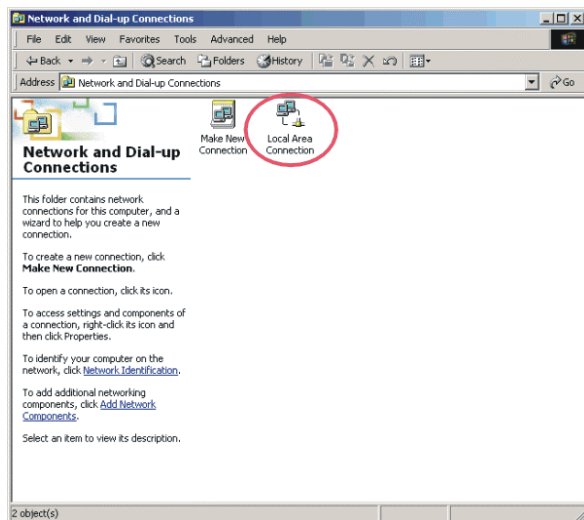 Network and Dial-up Connections
File Edit View Favorites Tools Advanced Help
Back Search Folders History
Address Network and Dial-up Connections Go
Make New
Connection
Local Area
Connection
Network and Dial-up
Connections
This folder contains network
connections for this computer, and a
wizard to help you create a new
connection.
To create a new connection, click
Make New Connection.
To open a connection, click its icon.
To access settings and components of
a connection, right-click its icon and
then click Properties.
To identify your computer on the
network, click Network Identification.
To add additional networking
components, click Add Network
Components.
Select an item to view its description.
2 object(s)